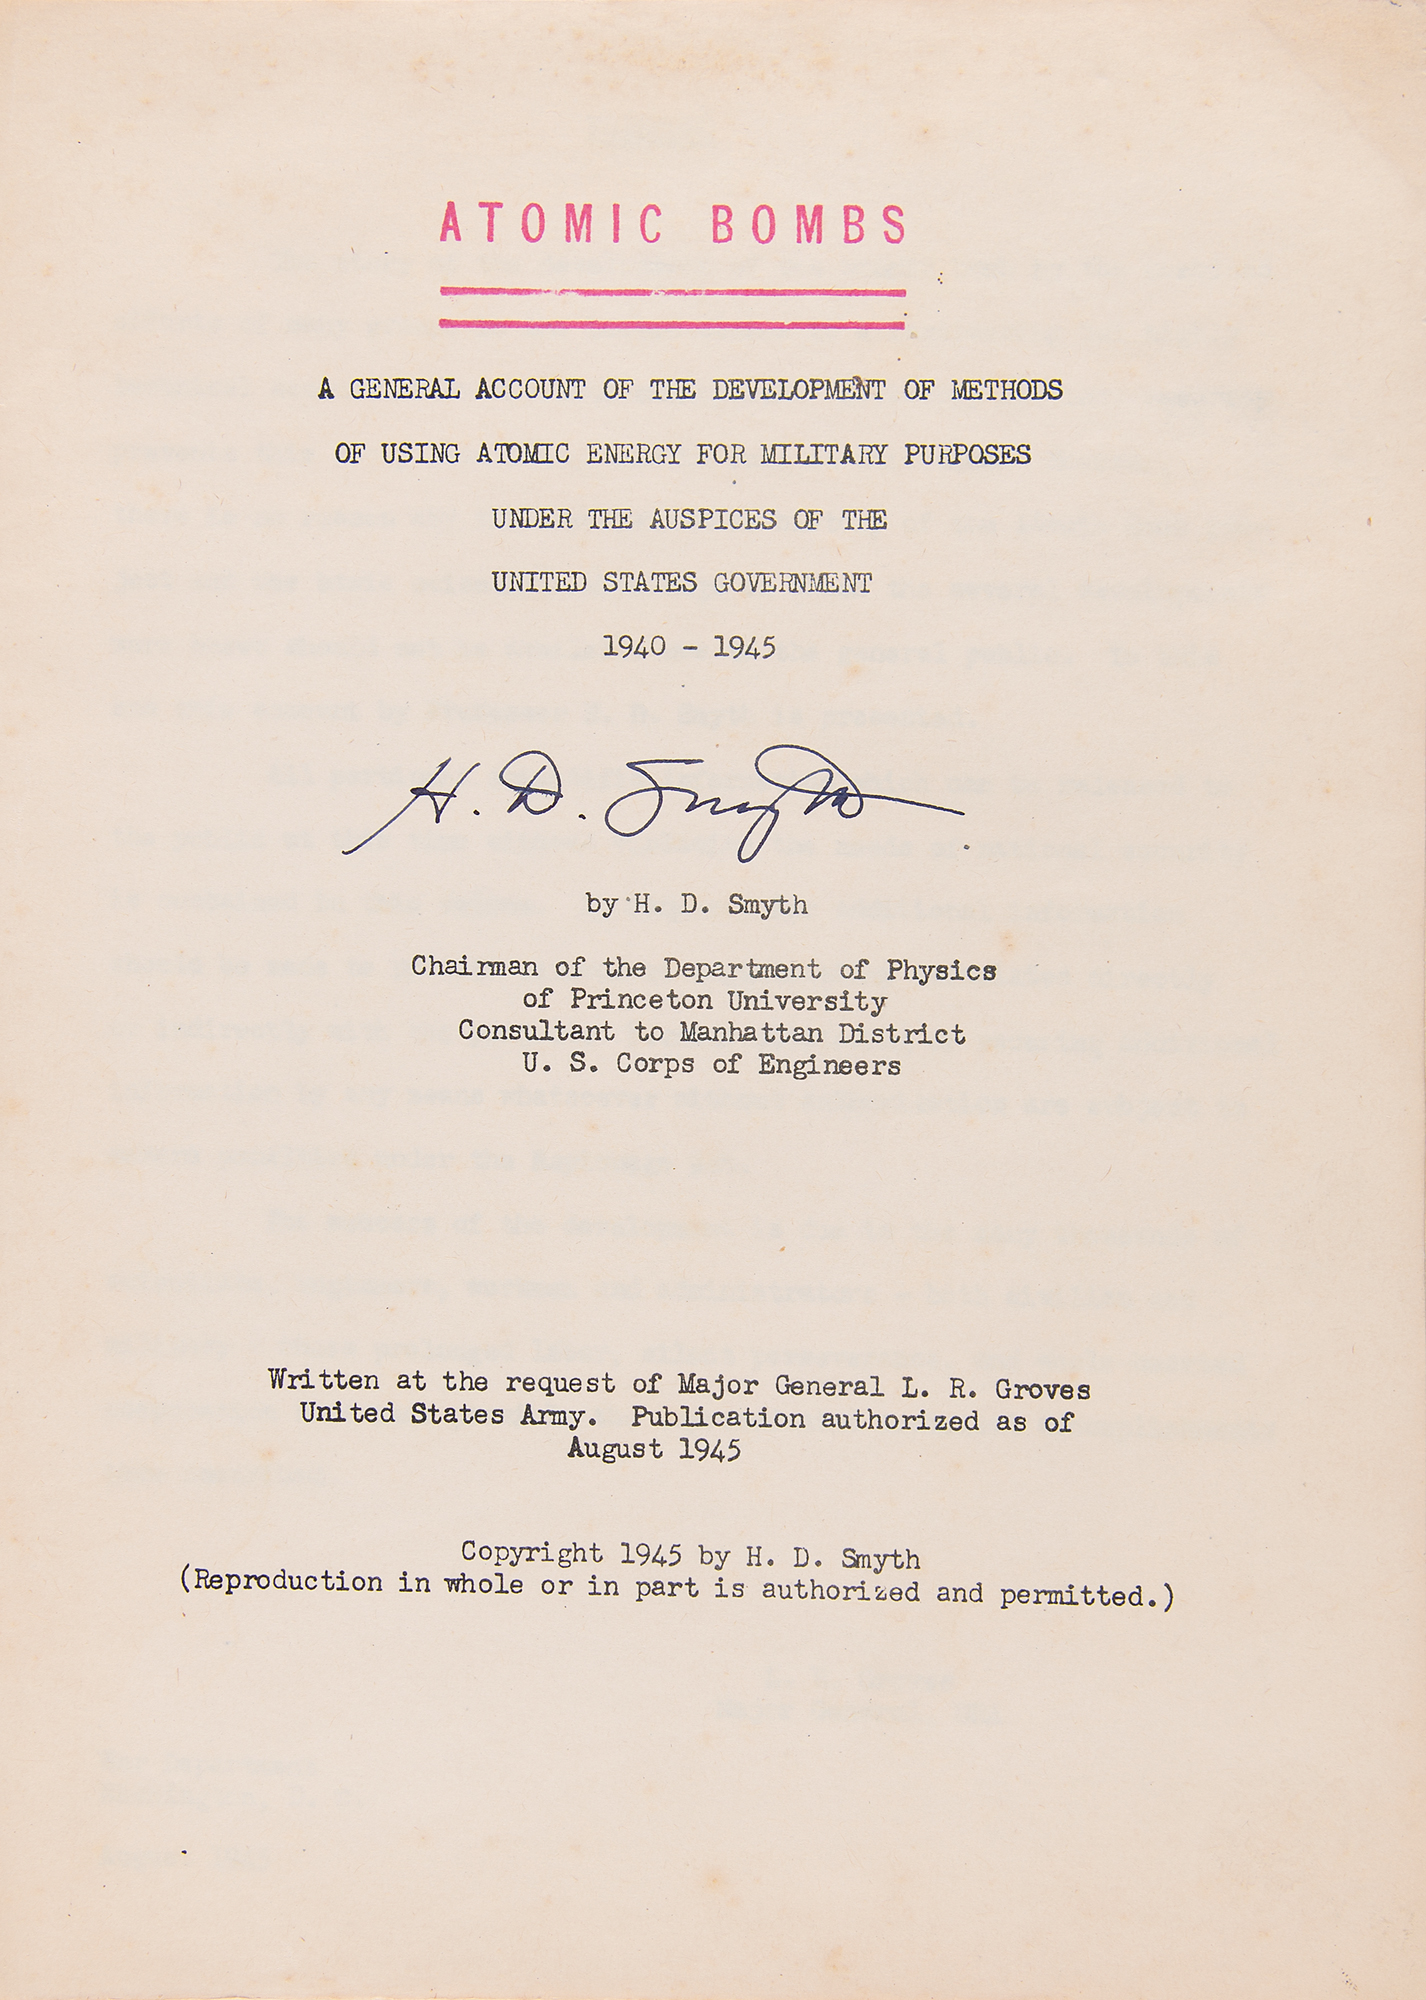 ATOMIC BOMBS
A GENERAL ACCOUNT OF THE DEVELOPMENT OF METHODS
OF USING ATOMIC ENERGY FOR MILITARY PURPOSES
UNDER THE AUSPICES OF THE
UNITED STATES GOVERNMENT
1940 - 1945
H. D. Smyth
by H. D. Smyth
Chairman of the Department of Physics
of Princeton University
Consultant to Manhattan District
U. S. Corps of Engineers
Written at the request of Major General L. R. Groves
United States Army. Publication authorized as of
August 1945
Copyright 1945 by H. D. Smyth
(Reproduction in whole or in part is authorized and permitted.)